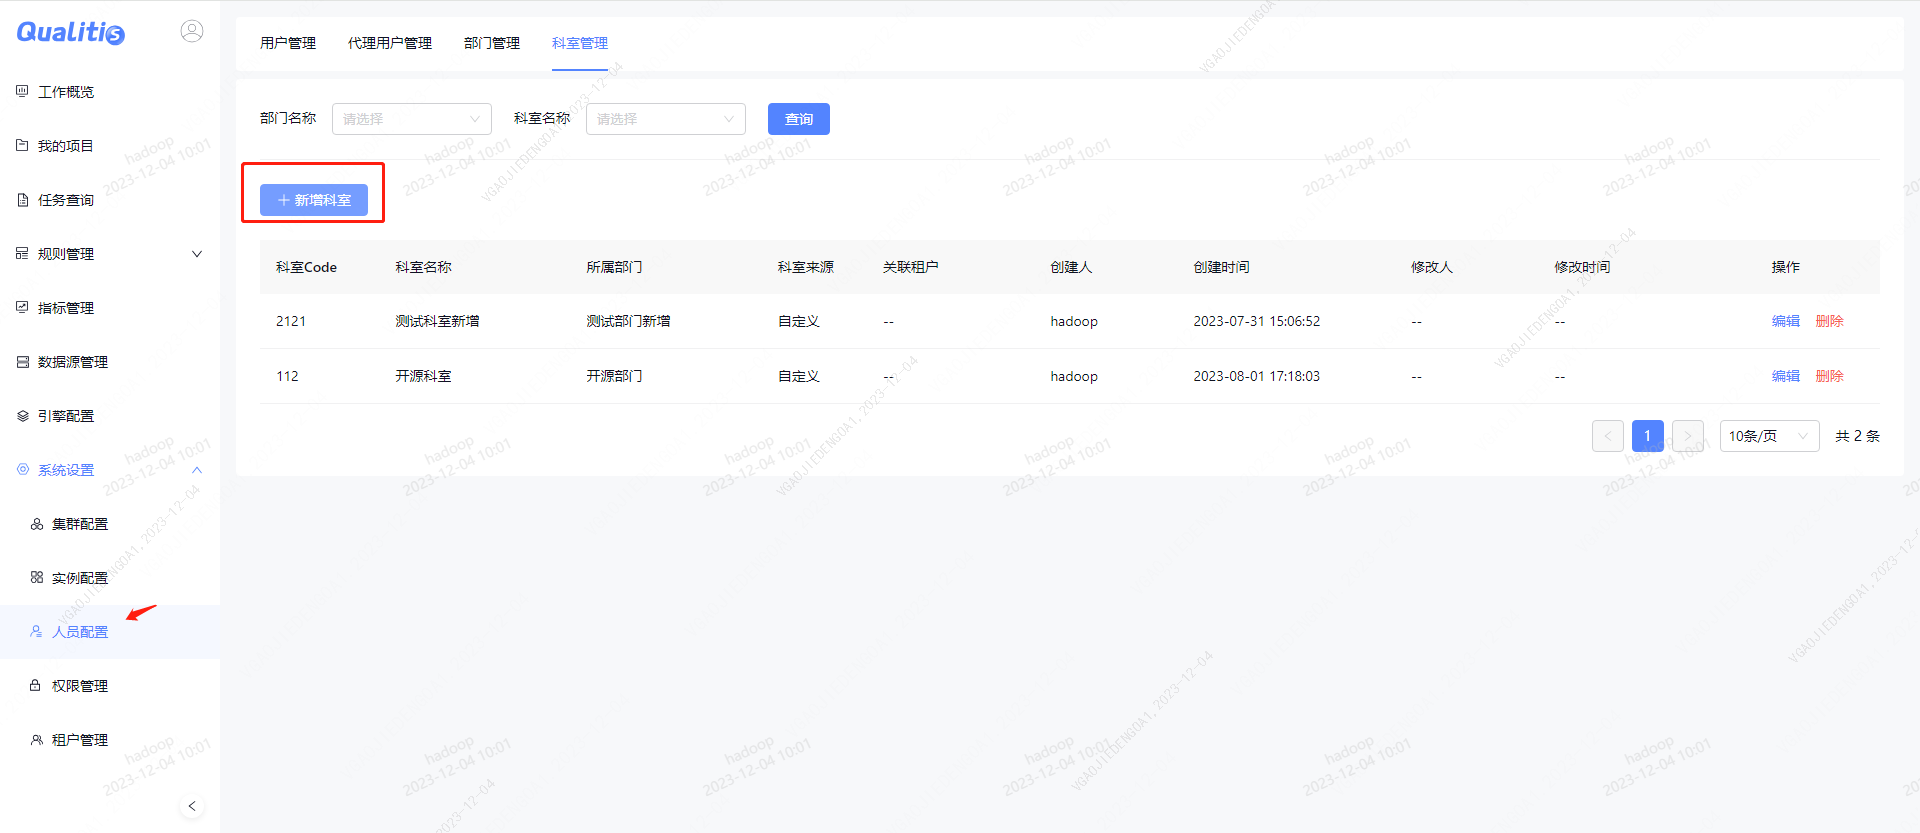 Qualitis
工作概览
我的项目
任务查询
规则管理
指标管理
数据源管理
引擎配置
系统设置
集群配置
实例配置
人员配置
权限管理
租户管理
用户管理 代理用户管理 部门管理 科室管理
部门名称 请选择 科室名称 请选择 查询
新增科室
科室Code 科室名称 所属部门 科室来源 关联租户 创建人 创建时间 修改人 修改时间 操作
2121 测试科室新增 测试部门新增 自定义 -- hadoop 2023-07-31 15:06:52 -- -- 编辑 删除
112 开源科室 开源部门 自定义 -- hadoop 2023-08-01 17:18:03 -- -- 编辑 删除
1 10条/页 共 2 条
hadoop
2023-12-04 10:01
VGAOJIEDENGOA1,2023-12-04